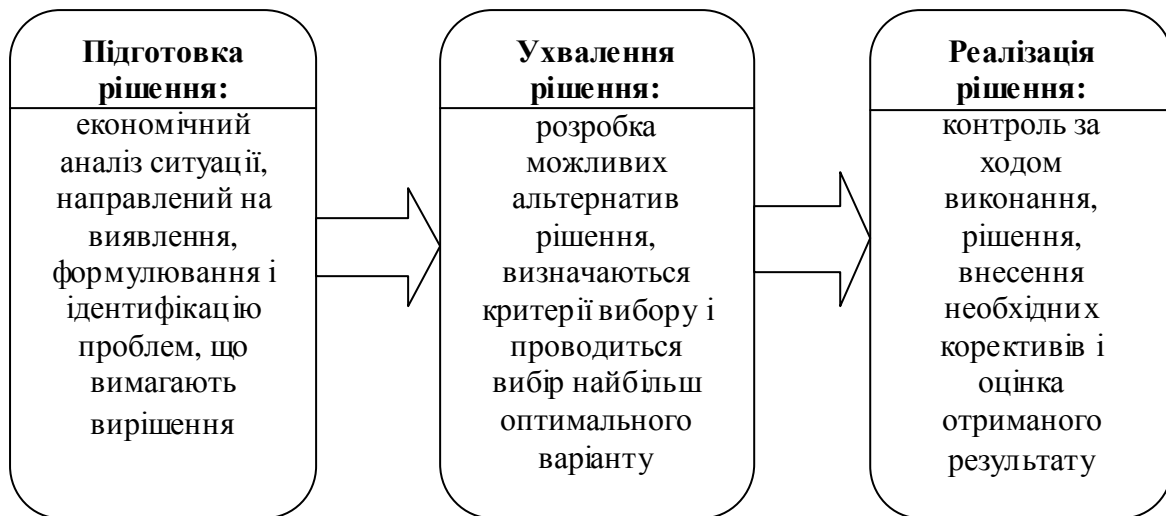 Підготовка
рішення:
економічний
аналіз ситуації,
направлений на
виявлення,
формулювання і
ідентифікацію
проблем, що
вимагають
вирішення
Ухвалення
рішення:
розробка
можливих
альтернатив
рішення,
визначаються
критерії вибору і
проводиться
вибір найбільш
оптимального
варіанту
Реалізація
рішення:
контроль за
ходом
виконання,
рішення,
внесення
необхідних
корективів і
оцінка
отриманого
результату